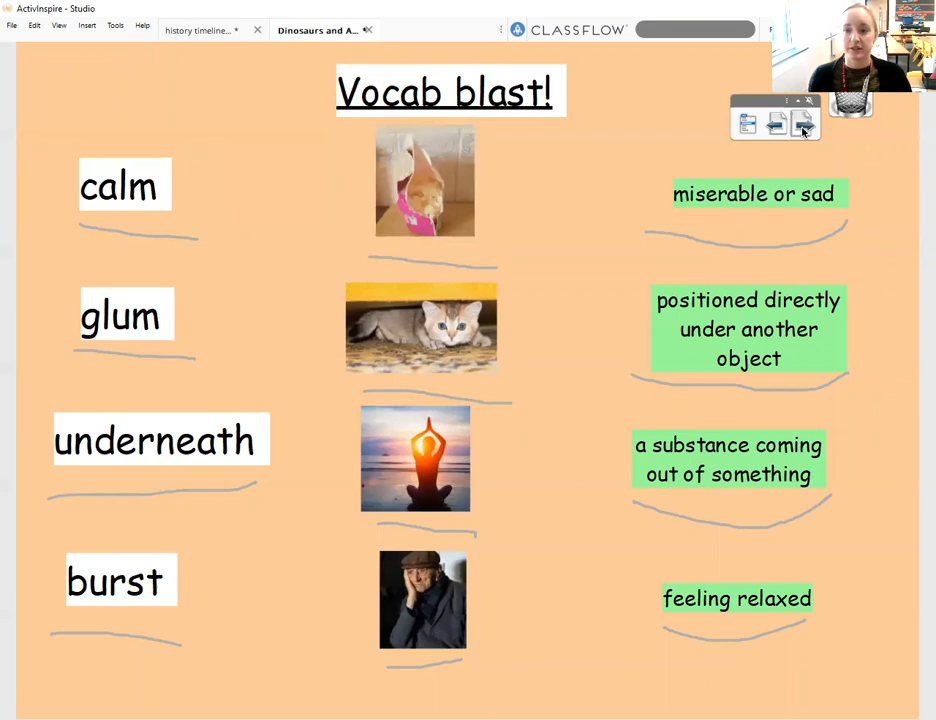 ActivInspire - Studio
File Edit View Insert Tools Help
history timeline... *
Dinosaurs and A...
CLASSFLOW
Vocab blast!
calm
miserable or sad
glum
positioned directly
under another
object
underneath
a substance coming
out of something
burst
feeling relaxed